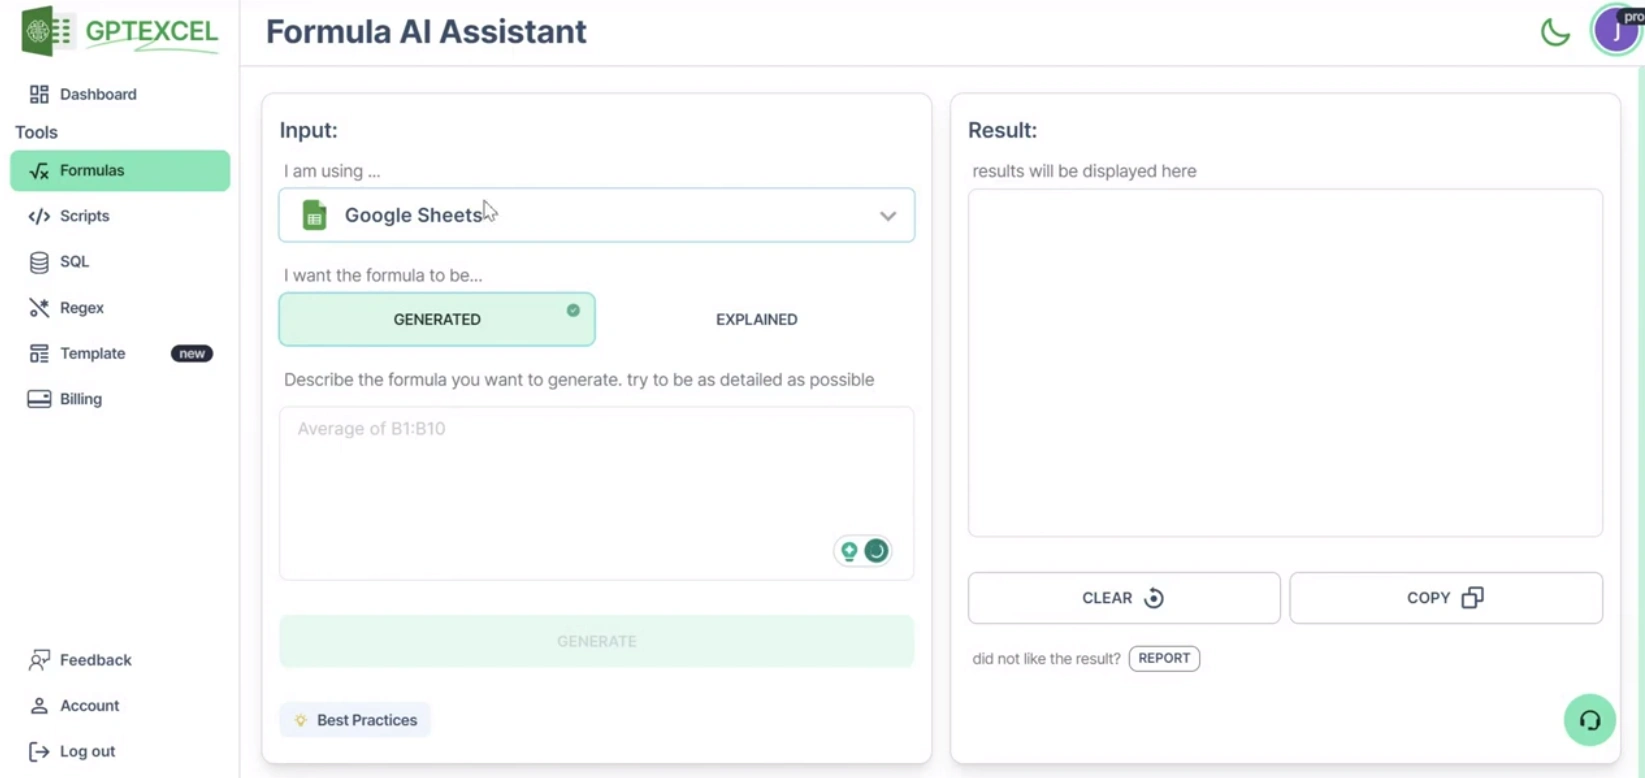 GPTEXCEL
Formula AI Assistant
J
pro
Dashboard
Tools
Formulas
Scripts
SQL
Regex
Template
new
Billing
Feedback
Account
Log out
Input:
I am using ...
Google Sheets
I want the formula to be...
GENERATED
EXPLAINED
Describe the formula you want to generate. try to be as detailed as possible
Average of B1:B10
GENERATE
Best Practices
Result:
results will be displayed here
CLEAR
COPY
did not like the result?
REPORT